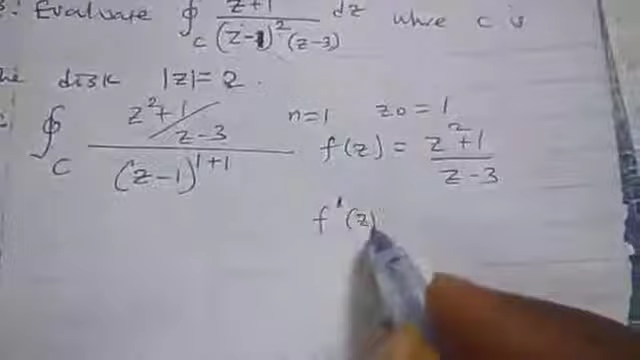 3. Evaluate ∮_C (z+1)/((z-1)^2(z-3)) dz where c is
the disk |z|=2.
∮_C ((z^2+1)/(z-3))/((z-1)^(1+1)) n=1 z0=1
f(z) = (z^2+1)/(z-3)
f'(z)